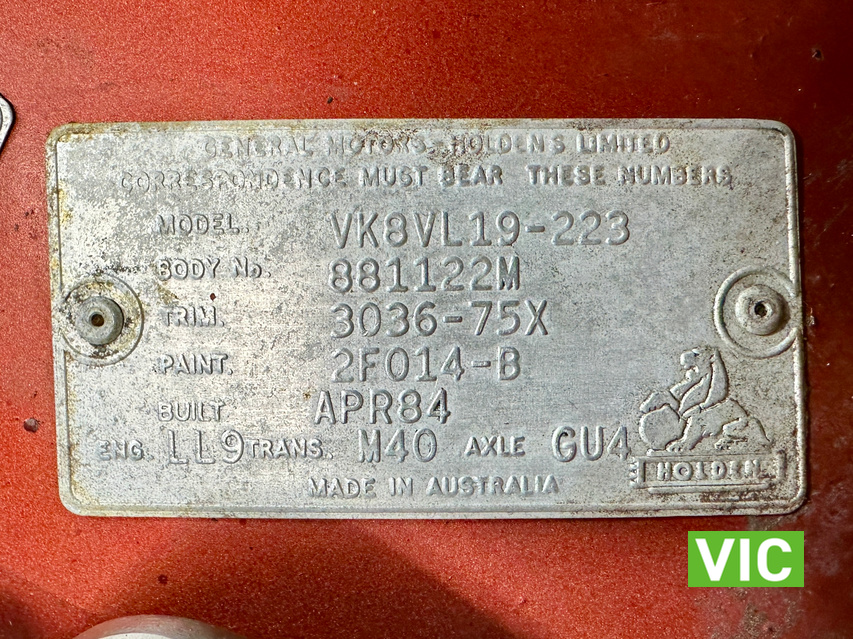 GENERAL MOTORS-HOLDEN'S LIMITED
CORRESPONDENCE MUST BEAR THESE NUMBERS
MODEL. VK8VL19-223
BODY No. 881122M
TRIM. 3036-75X
PAINT. 2F014-B
BUILT APR84
ENG. LL9 TRANS. M40 AXLE GU4
HOLDEN
MADE IN AUSTRALIA
VIC